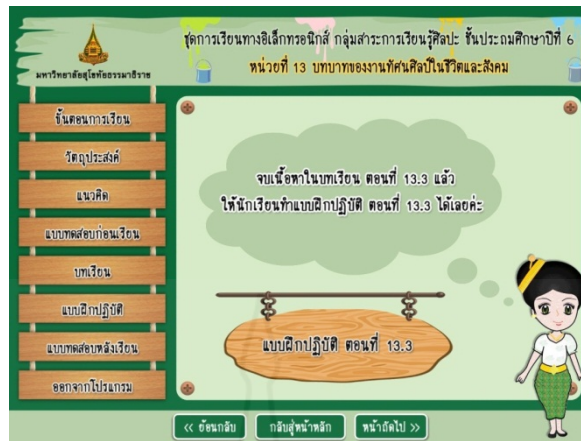 ชุดการเรียนทางอิเล็กทรอนิกส์ กลุ่มสาระการเรียนรู้ศิลปะ ชั้นประถมศึกษาปีที่ 6
หน่วยที่ 13 บทบาทของงานทัศนศิลป์ในชีวิตและสังคม
มหาวิทยาลัยสุโขทัยธรรมาธิราช
ขั้นตอนการเรียน
วัตถุประสงค์
แนวคิด
แบบทดสอบก่อนเรียน
บทเรียน
แบบฝึกปฏิบัติ
แบบทดสอบหลังเรียน
ออกจากโปรแกรม
จบเนื้อหาในบทเรียน ตอนที่ 13.3 แล้ว
ให้นักเรียนทำแบบฝึกปฏิบัติ ตอนที่ 13.3 ได้เลยค่ะ
แบบฝึกปฏิบัติ ตอนที่ 13.3
<< ย้อนกลับ
กลับสู่หน้าหลัก
หน้าถัดไป >>